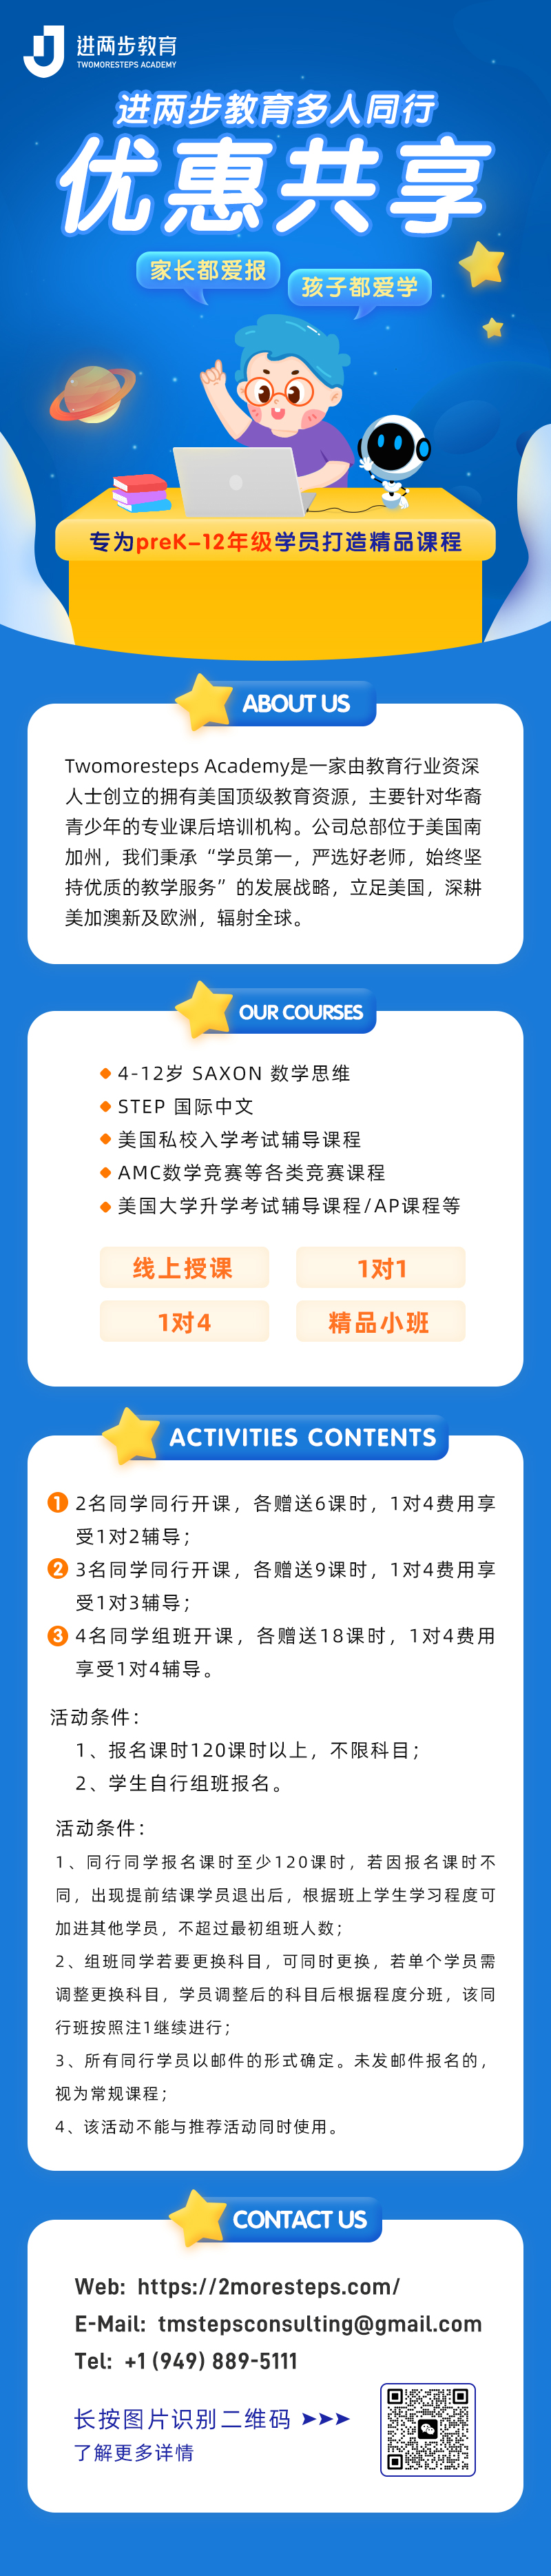 进两步教育
TWOMORESTEPS ACADEMY
进两步教育多人同行
优惠共享
家长都爱报
孩子都爱学
专为preK-12年级学员打造精品课程
ABOUT US
Twomoresteps Academy是一家由教育行业资深
人士创立的拥有美国顶级教育资源，主要针对华裔
青少年的专业课后培训机构。公司总部位于美国南
加州，我们秉承“学员第一，严选好老师，始终坚
持优质的教学服务”的发展战略，立足美国，深耕
美加澳新及欧洲，辐射全球。
OUR COURSES
4-12岁 SAXON 数学思维
STEP 国际中文
美国私校入学考试辅导课程
AMC数学竞赛等各类竞赛课程
美国大学升学考试辅导课程/AP课程等
线上授课
1对1
1对4
精品小班
ACTIVITIES CONTENTS
1 2名同学同行开课，各赠送6课时，1对4费用享
受1对2辅导；
2 3名同学同行开课，各赠送9课时，1对4费用享
受1对3辅导；
3 4名同学组班开课，各赠送18课时，1对4费用
享受1对4辅导。
活动条件：
1、报名课时120课时以上，不限科目；
2、学生自行组班报名。
活动条件：
1、同行同学报名课时至少120课时，若因报名课时不
同，出现提前结课学员退出后，根据班上学生学习程度可
加进其他学员，不超过最初组班人数；
2、组班同学若要更换科目，可同时更换，若单个学员需
调整更换科目，学员调整后的科目后根据程度分班，该同
行班按照注1继续进行；
3、所有同行学员以邮件的形式确定。未发邮件报名的，
视为常规课程；
4、该活动不能与推荐活动同时使用。
CONTACT US
Web: https://2moresteps.com/
E-Mail: tmstepsconsulting@gmail.com
Tel: +1 (949) 889-5111
长按图片识别二维码
了解更多详情